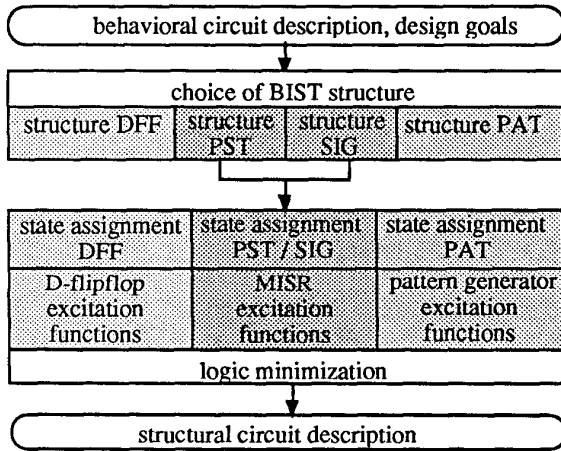 behavioral circuit description, design goals
choice of BIST structure
structure DFF
structure
PST
structure
SIG
structure PAT
state assignment
DFF
state assignment
PST / SIG
state assignment
PAT
D-flipflop
excitation
functions
MISR
excitation
functions
pattern generator
excitation
functions
logic minimization
structural circuit description